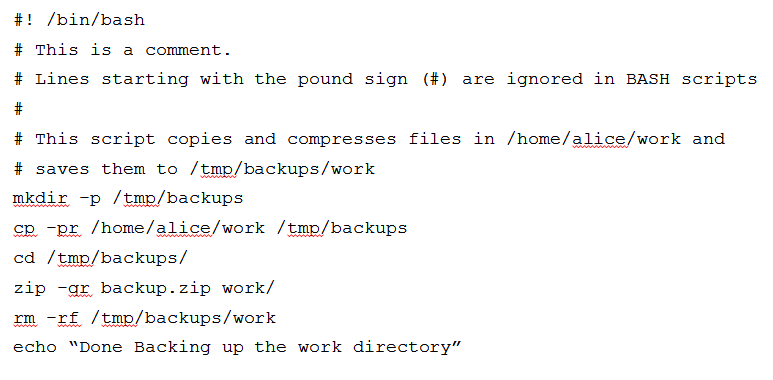 #! /bin/bash
# This is a comment.
# Lines starting with the pound sign (#) are ignored in BASH scripts
#
# This script copies and compresses files in /home/alice/work and
# saves them to /tmp/backups/work
mkdir -p /tmp/backups
cp -pr /home/alice/work /tmp/backups
cd /tmp/backups/
zip -qr backup.zip work/
rm -rf /tmp/backups/work
echo “Done Backing up the work directory”